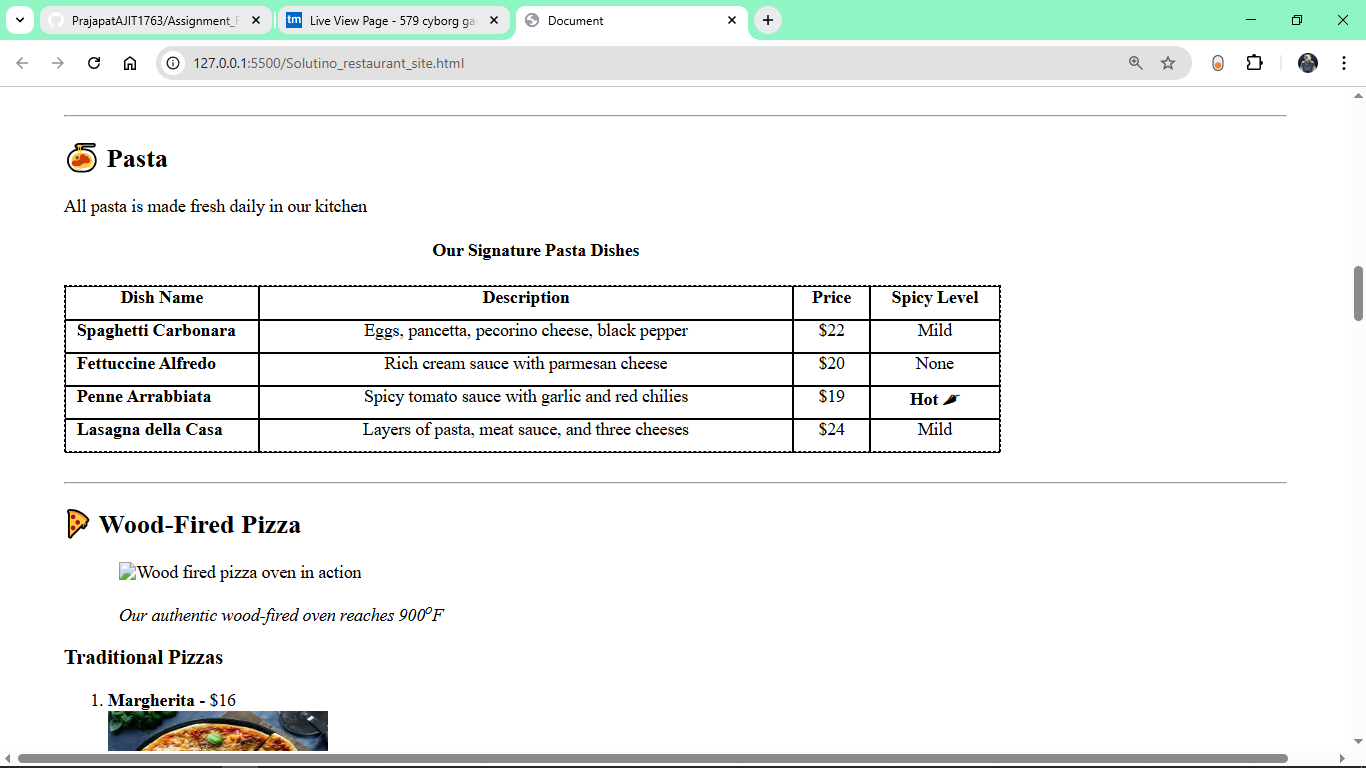 PrajapatAJIT1763/Assignment_
tm Live View Page - 579 cyborg ga
Document
127.0.0.1:5500/Solutino_restaurant_site.html
Pasta
All pasta is made fresh daily in our kitchen
Our Signature Pasta Dishes
Dish Name Description Price Spicy Level
Spaghetti Carbonara Eggs, pancetta, pecorino cheese, black pepper $22 Mild
Fettuccine Alfredo Rich cream sauce with parmesan cheese $20 None
Penne Arrabbiata Spicy tomato sauce with garlic and red chilies $19 Hot 🌶
Lasagna della Casa Layers of pasta, meat sauce, and three cheeses $24 Mild
Wood-Fired Pizza
Wood fired pizza oven in action
Our authentic wood-fired oven reaches 900°F
Traditional Pizzas
1. Margherita - $16